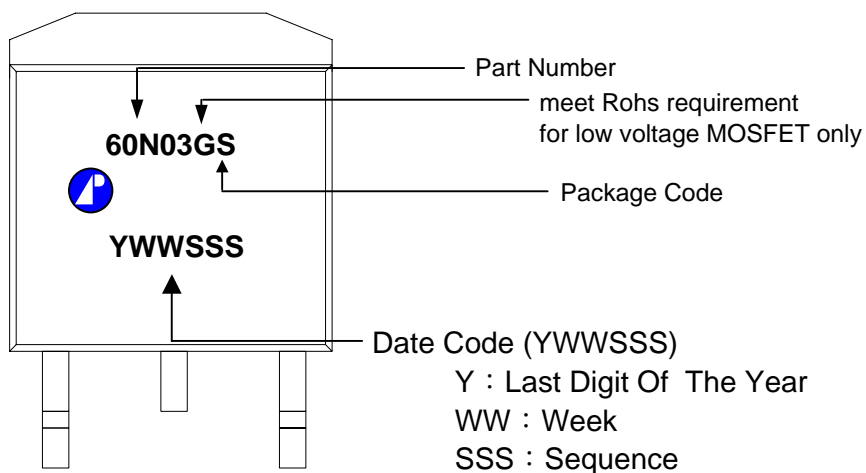 Part Number
meet Rohs requirement
for low voltage MOSFET only
60N03GS
Package Code
YWWSSS
Date Code (YWWSSS)
Y：Last Digit Of The Year
WW：Week
SSS：Sequence